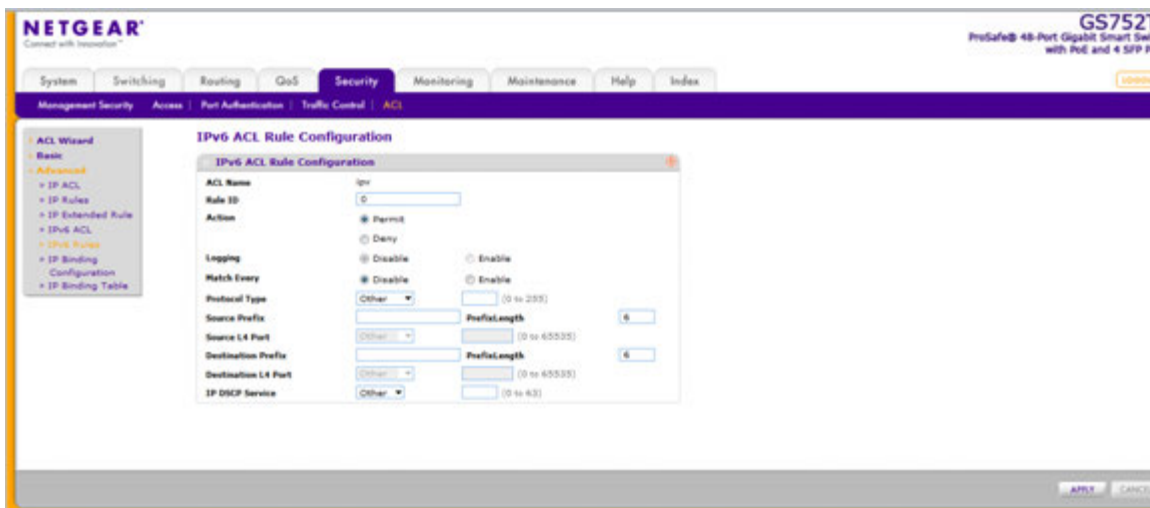 NETGEAR®
Connect with Innovation™
GS752T
ProSafe® 48-Port Gigabit Smart Swi
with PoE and 4 SFP P
System Switching Routing QoS Security Monitoring Maintenance Help Index
LOGOU
Management Security Access | Port Authentication | Traffic Control | ACL
ACL Wizard
Basic
Advanced
IP ACL
IP Rules
IP Extended Rule
IPv6 ACL
IPv6 Rules
IP Binding
Configuration
IP Binding Table
IPv6 ACL Rule Configuration
IPv6 ACL Rule Configuration
ACL Name ipv
Rule ID 0
Action Permit
Deny
Logging Disable Enable
Match Every Disable Enable
Protocol Type Other (0 to 255)
Source Prefix PrefixLength 6
Source L4 Port Other (0 to 65535)
Destination Prefix PrefixLength 6
Destination L4 Port Other (0 to 65535)
IP DSCP Service Other (0 to 63)
APPLY CANCE